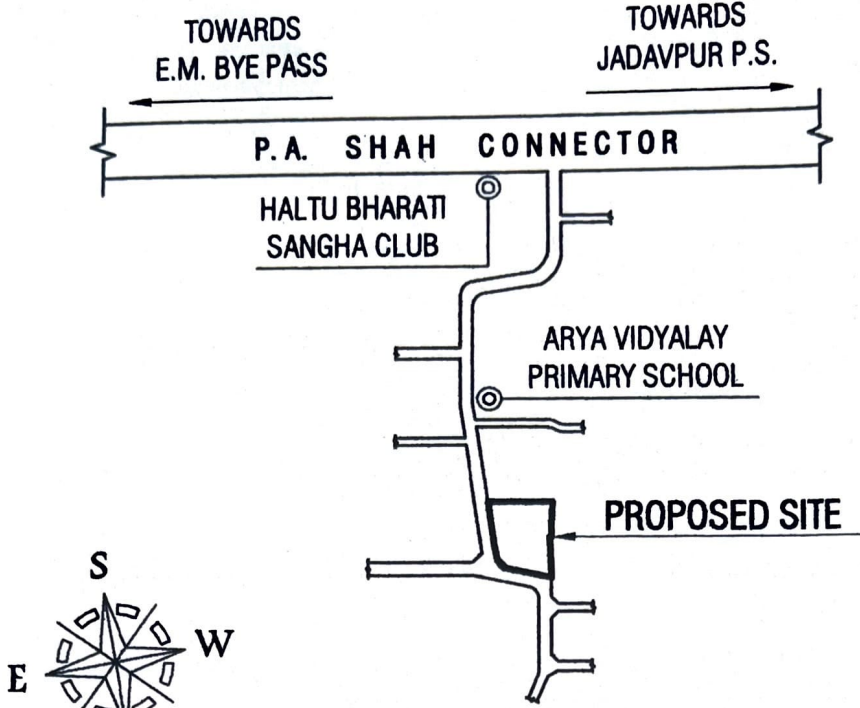 TOWARDS
E.M. BYE PASS
TOWARDS
JADAVPUR P.S.
P.A. SHAH CONNECTOR
HALTU BHARATI
SANGHA CLUB
ARYA VIDYALAY
PRIMARY SCHOOL
PROPOSED SITE
S
W
E